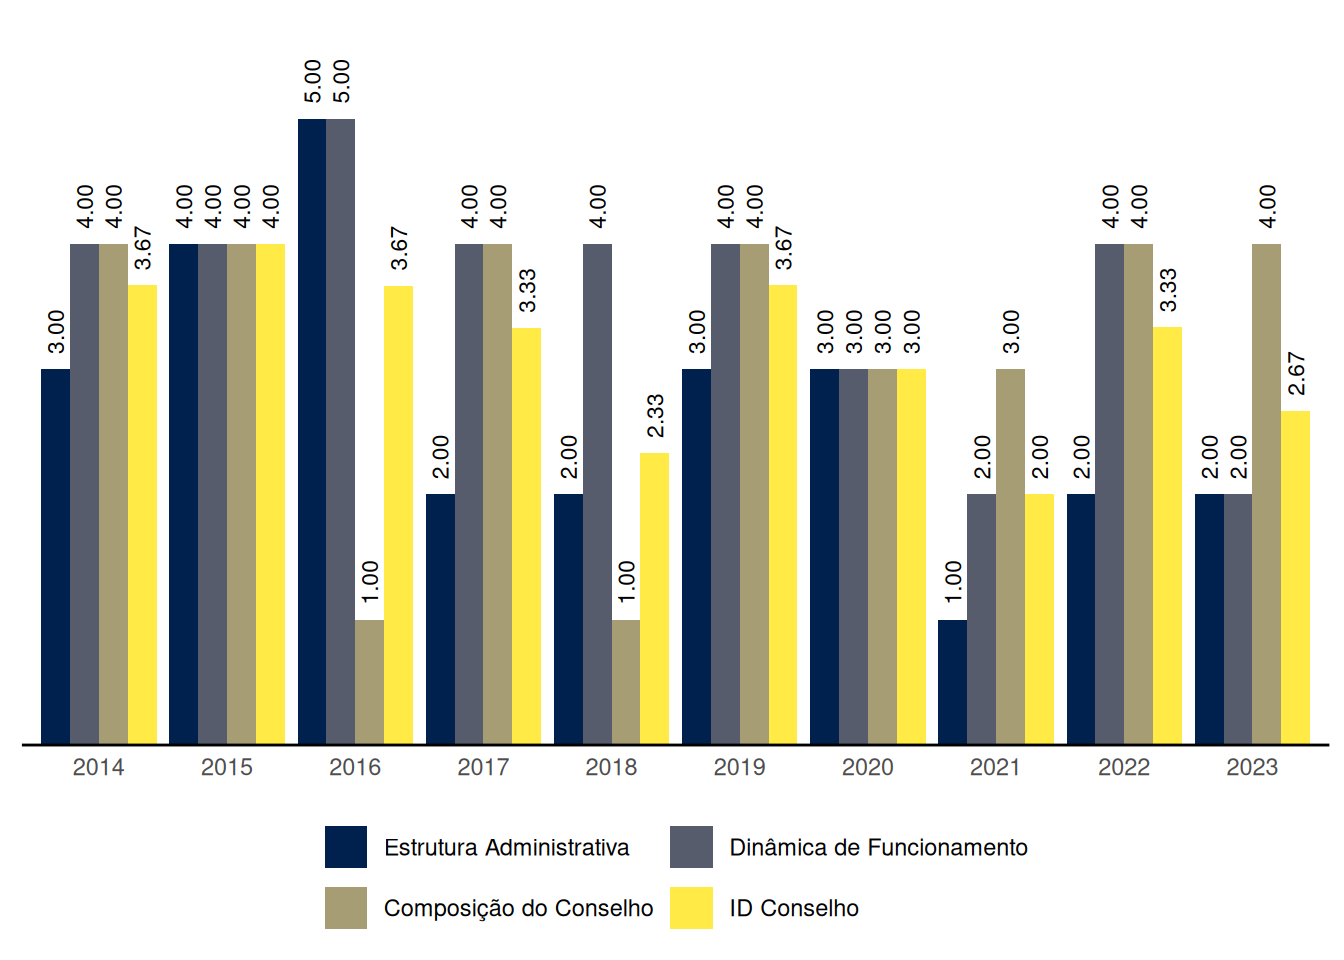 3.00 4.00 4.00 3.67 4.00 4.00 4.00 4.00 5.00 5.00 1.00 3.67 2.00 4.00 4.00 3.33 2.00 4.00 1.00 2.33 3.00 4.00 4.00 3.67 3.00 3.00 3.00 3.00 1.00 2.00 3.00 2.00 2.00 4.00 4.00 3.33 2.00 2.00 4.00 2.67
2014 2015 2016 2017 2018 2019 2020 2021 2022 2023
Estrutura Administrativa Dinâmica de Funcionamento
Composição do Conselho ID Conselho